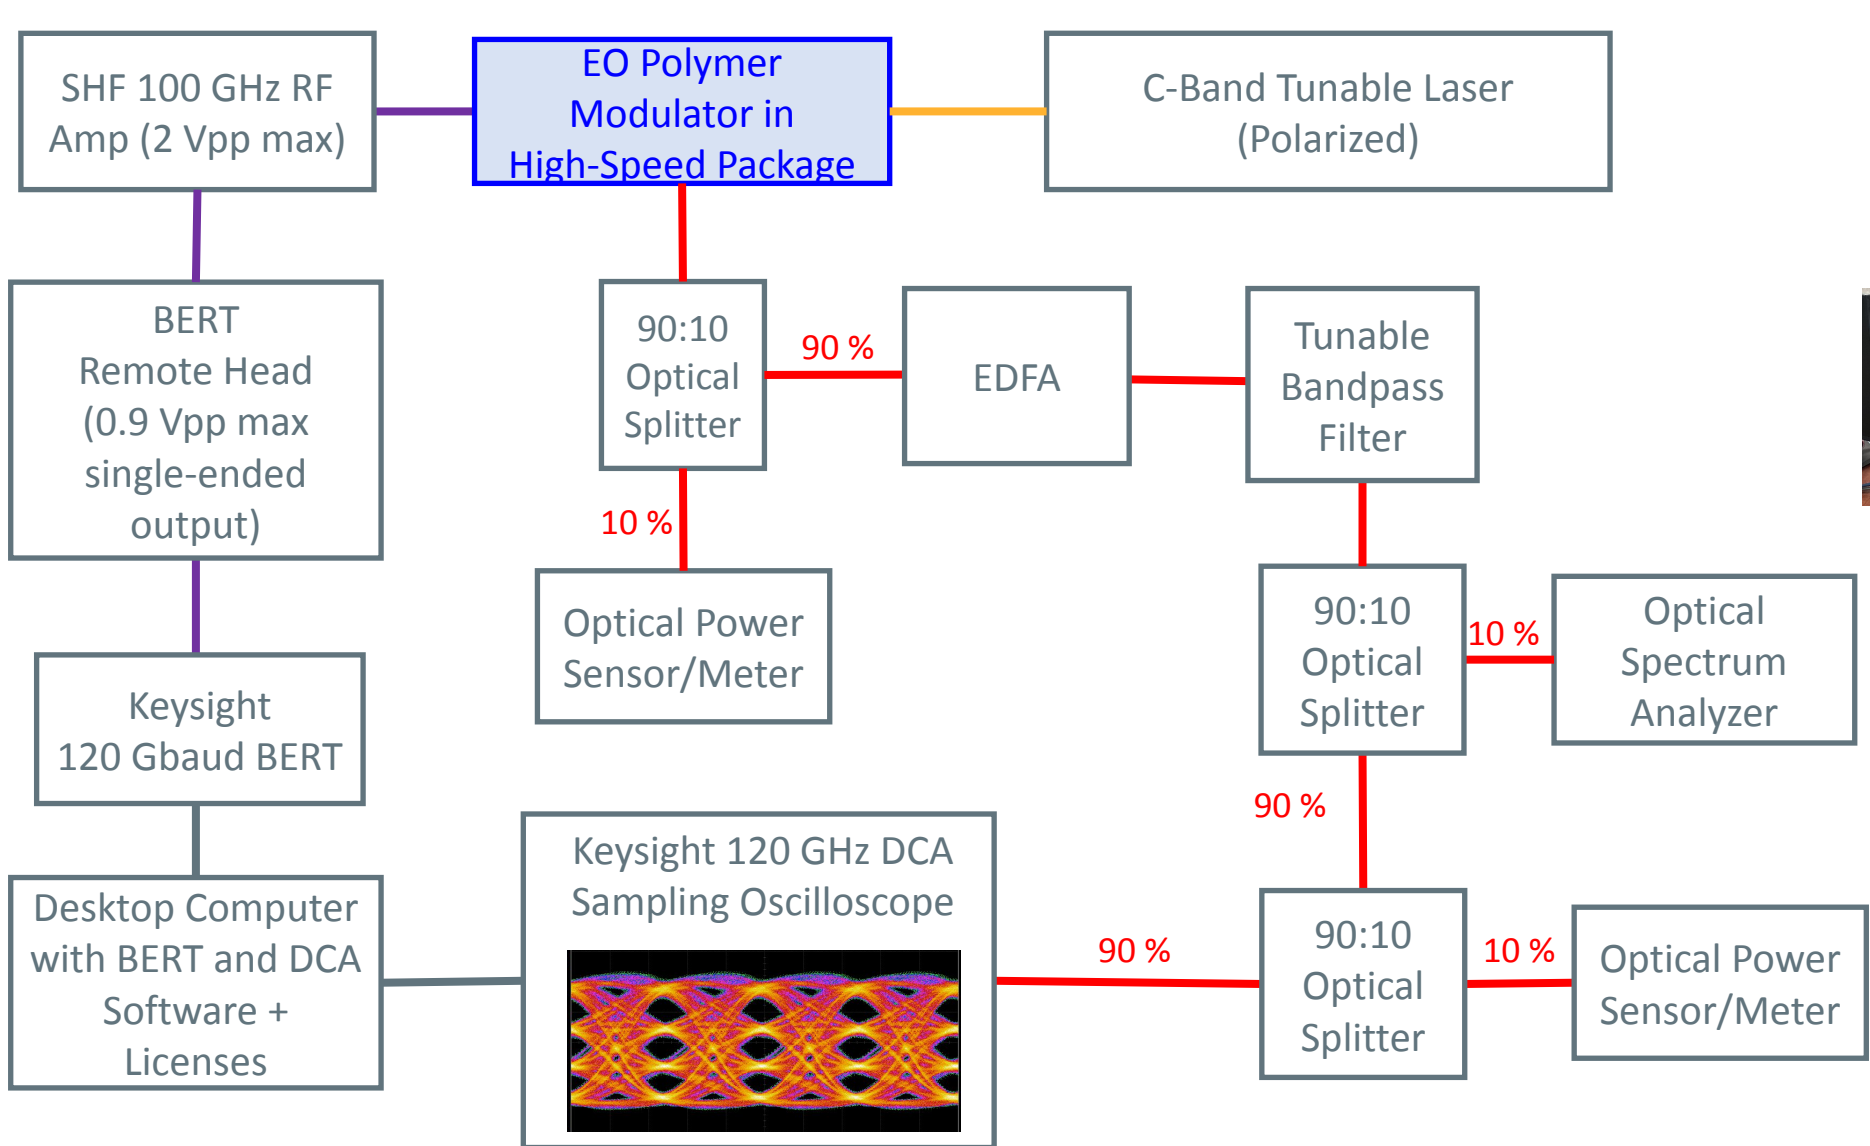 SHF 100 GHz RF
Amp (2 Vpp max)
EO Polymer
Modulator in
High-Speed Package
C-Band Tunable Laser
(Polarized)
BERT
Remote Head
(0.9 Vpp max
single-ended
output)
90:10
Optical
Splitter
90 %
EDFA
Tunable
Bandpass
Filter
10 %
Optical Power
Sensor/Meter
90:10
Optical
Splitter
10 %
Optical
Spectrum
Analyzer
Keysight
120 Gbaud BERT
90 %
Desktop Computer
with BERT and DCA
Software +
Licenses
Keysight 120 GHz DCA
Sampling Oscilloscope
90 %
90:10
Optical
Splitter
10 %
Optical Power
Sensor/Meter